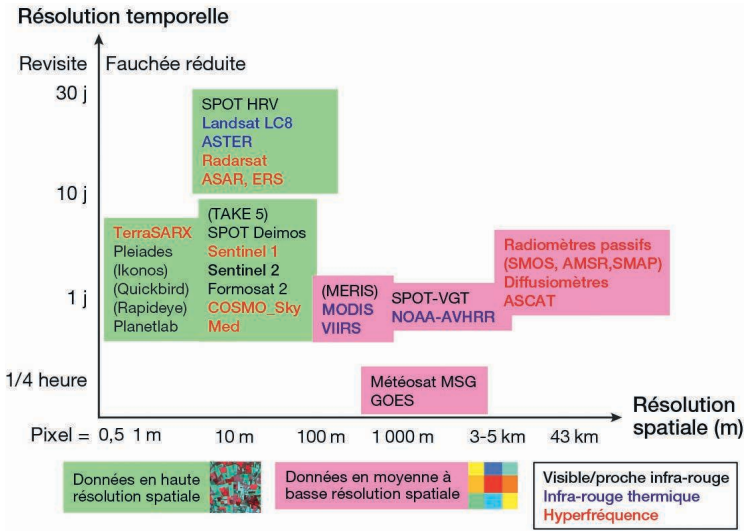 Résolution temporelle
Revisite
Fauchée réduite
30 j
SPOT HRV
Landsat LC8
ASTER
Radarsat
ASAR, ERS
10 j
TerraSARX
Pleiades
(Ikonos)
(Quickbird)
(Rapideye)
Planetlab
(TAKE 5)
SPOT Deimos
Sentinel 1
Sentinel 2
Formosat 2
COSMO_Sky
Med
1 j
(MERIS)
MODIS
VIIRS
SPOT-VGT
NOAA-AVHRR
Radiomètres passifs
(SMOS, AMSR,SMAP)
Diffusiomètres
ASCAT
1/4 heure
Météosat MSG
GOES
Résolution
spatiale (m)
Pixel = 0,5 1 m 10 m 100 m 1 000 m 3-5 km 43 km
Données en haute
résolution spatiale
Données en moyenne à
basse résolution spatiale
Visible/proche infra-rouge
Infra-rouge thermique
Hyperfréquence